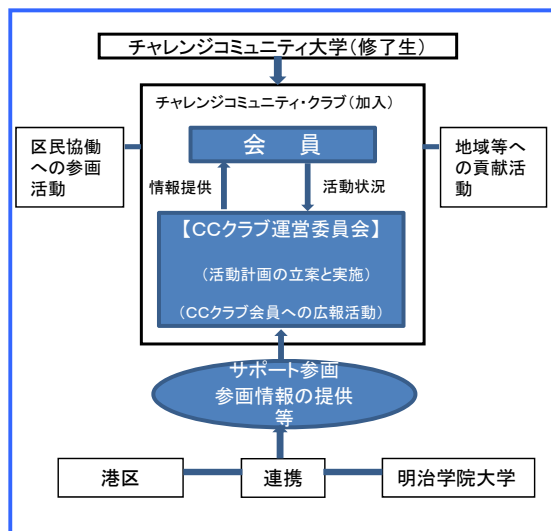 チャレンジコミュニティ大学(修了生)
チャレンジコミュニティ・クラブ(加入)
会　員
区民協働
への参画
活動
地域等へ
の貢献活
動
情報提供
活動状況
【CCクラブ運営委員会】
(活動計画の立案と実施)
(CCクラブ会員への広報活動)
サポート参画
参画情報の提供
等
港区
連携
明治学院大学